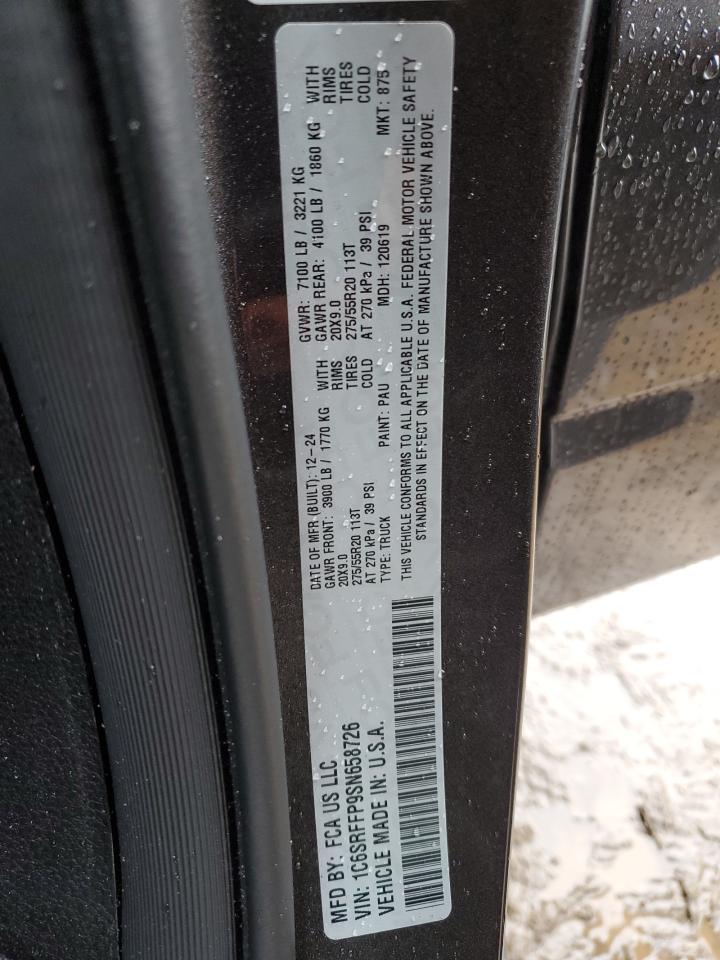 MFD BY: FCA US LLC
VIN: 1C6SRFFP9SN658726
VEHICLE MADE IN: U.S.A.
DATE OF MFR (BUILT): 12-24 GVWR: 7100 LB / 3221 KG
GAWR FRONT: 3900 LB / 1770 KG WITH GAWR REAR: 4100 LB / 1860 KG WITH
20X9.0 RIMS 20X9.0 RIMS
275/55R20 113T TIRES 275/55R20 113T TIRES
AT 270 kPa / 39 PSI COLD AT 270 kPa / 39 PSI COLD
TYPE: TRUCK PAINT: PAU MDH: 120619 MKT: 875
THIS VEHICLE CONFORMS TO ALL APPLICABLE U.S.A. FEDERAL MOTOR VEHICLE SAFETY
STANDARDS IN EFFECT ON THE DATE OF MANUFACTURE SHOWN ABOVE.